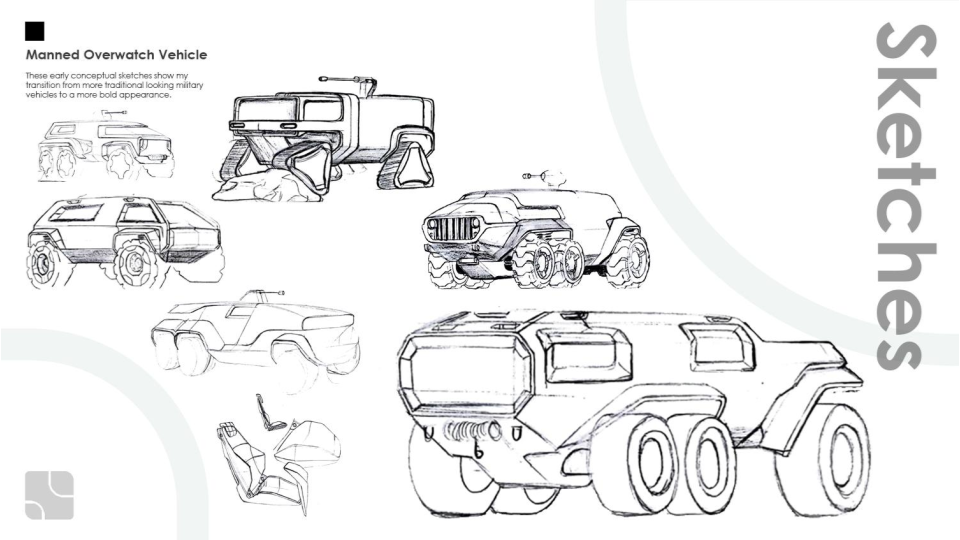 Manned Overwatch Vehicle
These early conceptual sketches show my
transition from more traditional looking military
vehicles to a more bold appearance.
Sketches